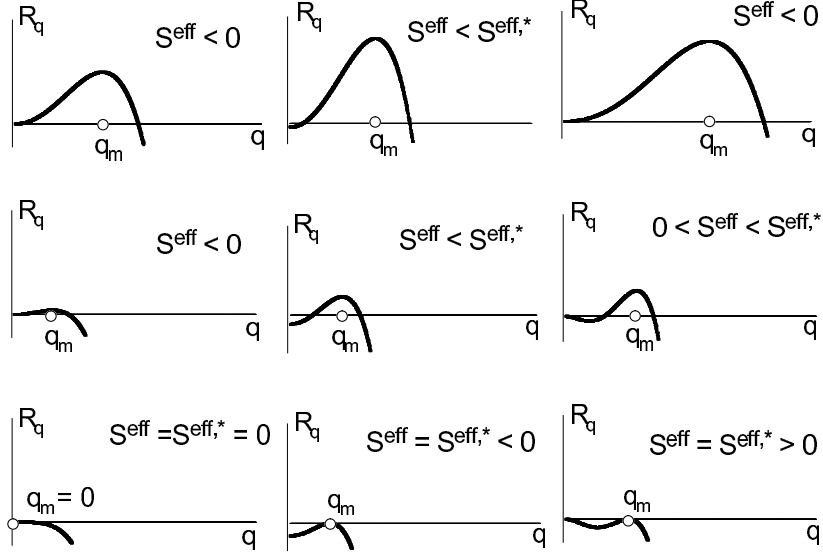 R_q
S^eff < 0
q_m
q
R_q
S^eff < S^eff,*
q_m
R_q
S^eff < 0
q_m
q
R_q
S^eff < 0
q_m
q
R_q
S^eff < S^eff,*
q_m
q
R_q
0 < S^eff < S^eff,*
q_m
q
R_q
S^eff =S^eff,* = 0
q_m = 0
q
R_q
S^eff = S^eff,* < 0
q_m
q
R_q
S^eff = S^eff,* > 0
q_m
q